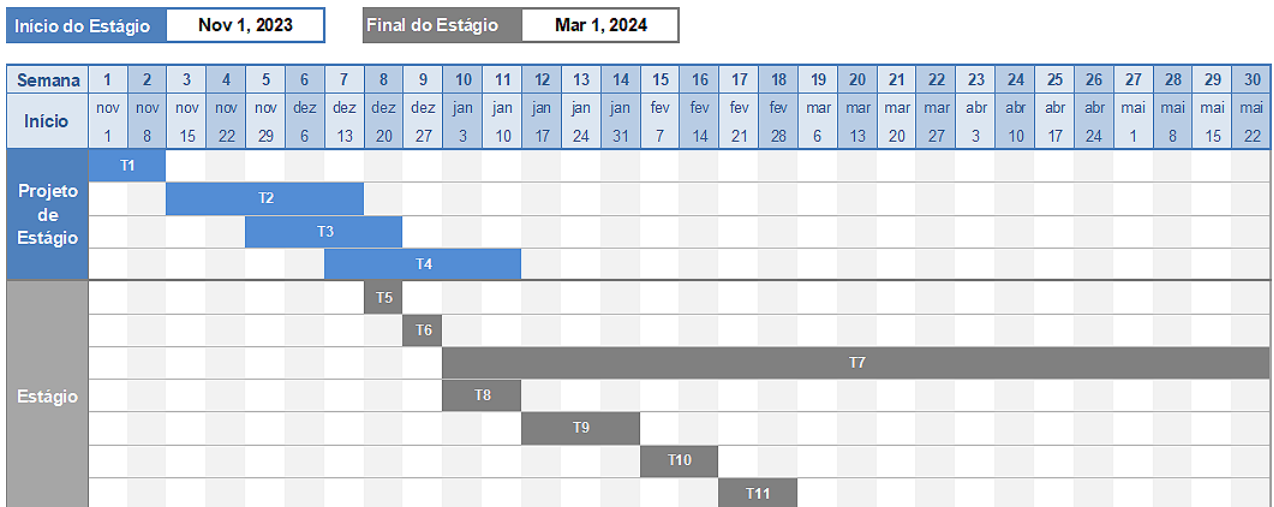 Início do Estágio Nov 1, 2023 Final do Estágio Mar 1, 2024
Semana 1 2 3 4 5 6 7 8 9 10 11 12 13 14 15 16 17 18 19 20 21 22 23 24 25 26 27 28 29 30
Início nov nov nov nov nov dez dez dez dez jan jan jan jan jan fev fev fev fev mar mar mar mar abr abr abr abr mai mai mai mai
1 8 15 22 29 6 13 20 27 3 10 17 24 31 7 14 21 28 6 13 20 27 3 10 17 24 1 8 15 22
Projeto
de
Estágio
T1
T2
T3
T4
Estágio
T5
T6
T7
T8
T9
T10
T11